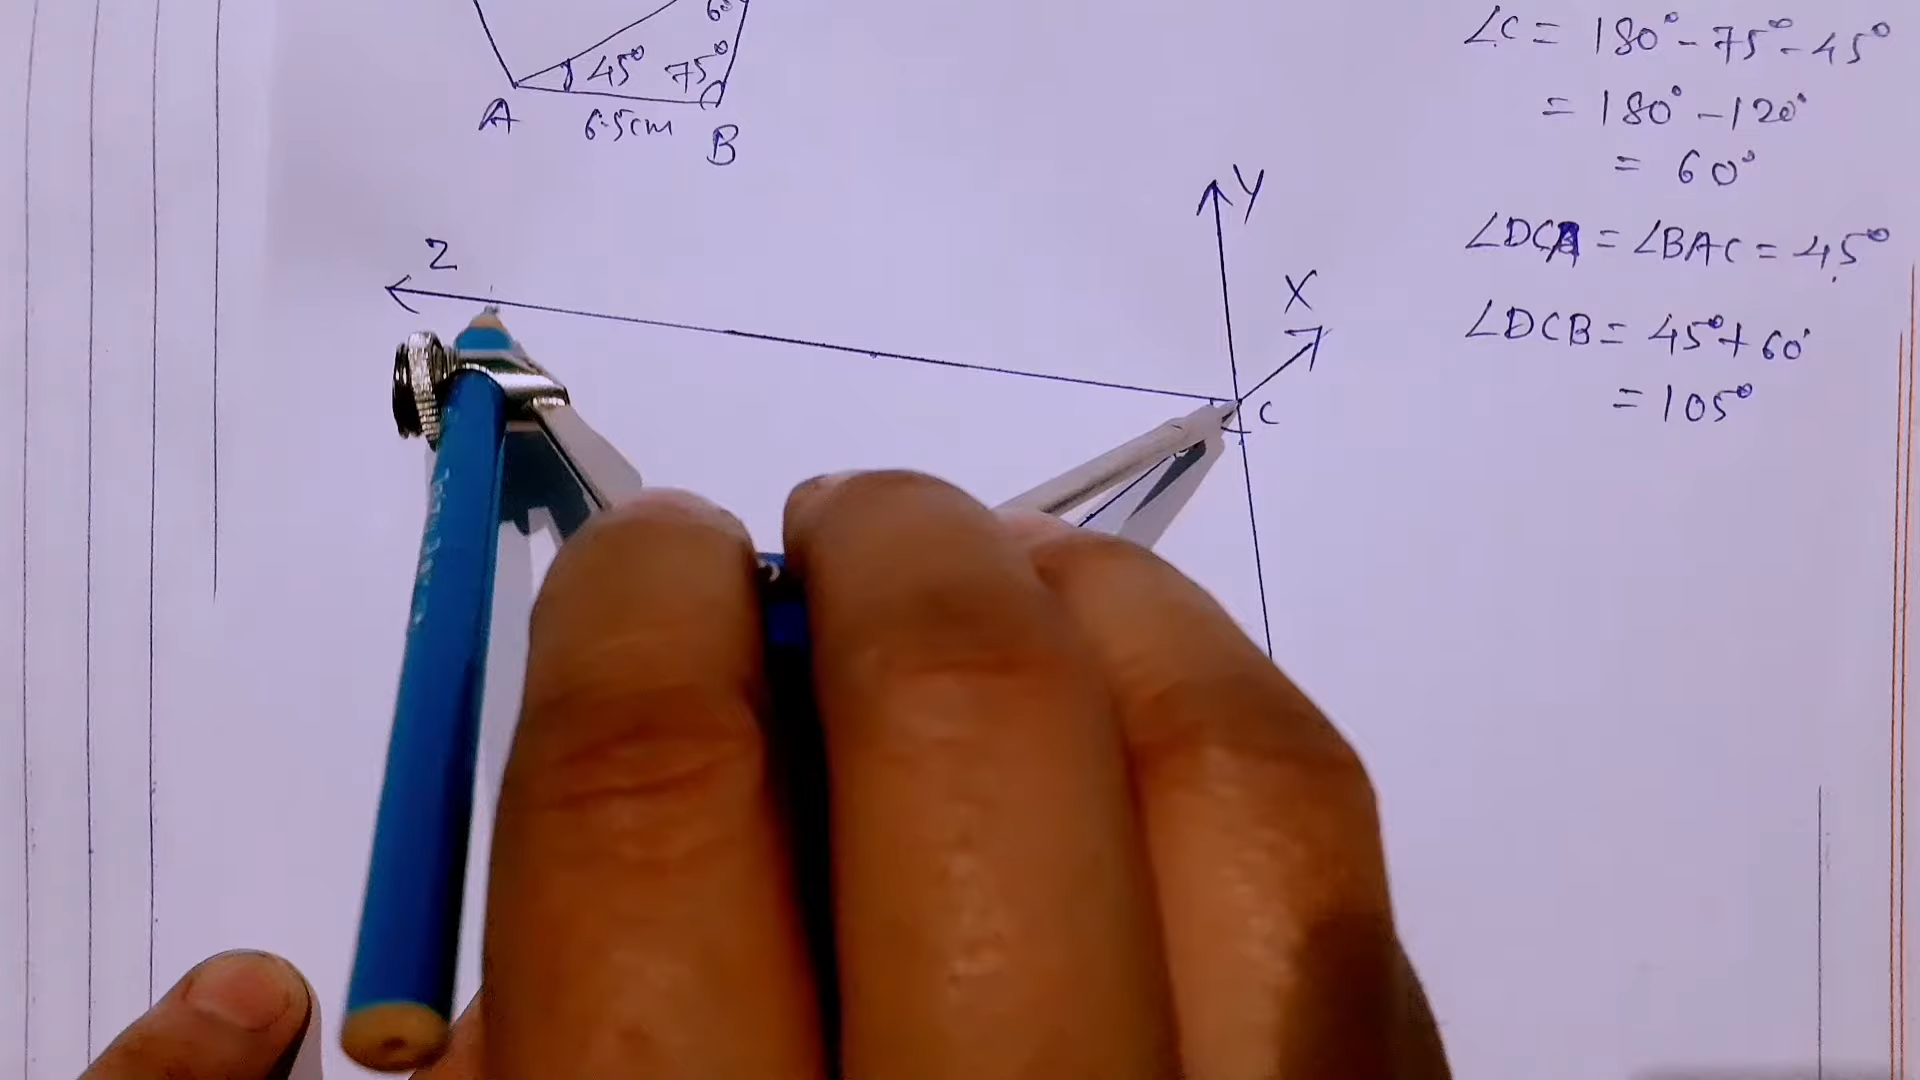 60
45° 75°
A 6.5cm B
∠C = 180° - 75° - 45°
= 180° - 120°
= 60°
∠DCA = ∠BAC = 45°
∠DCB = 45° + 60°
= 105°
Y
Z
X
C